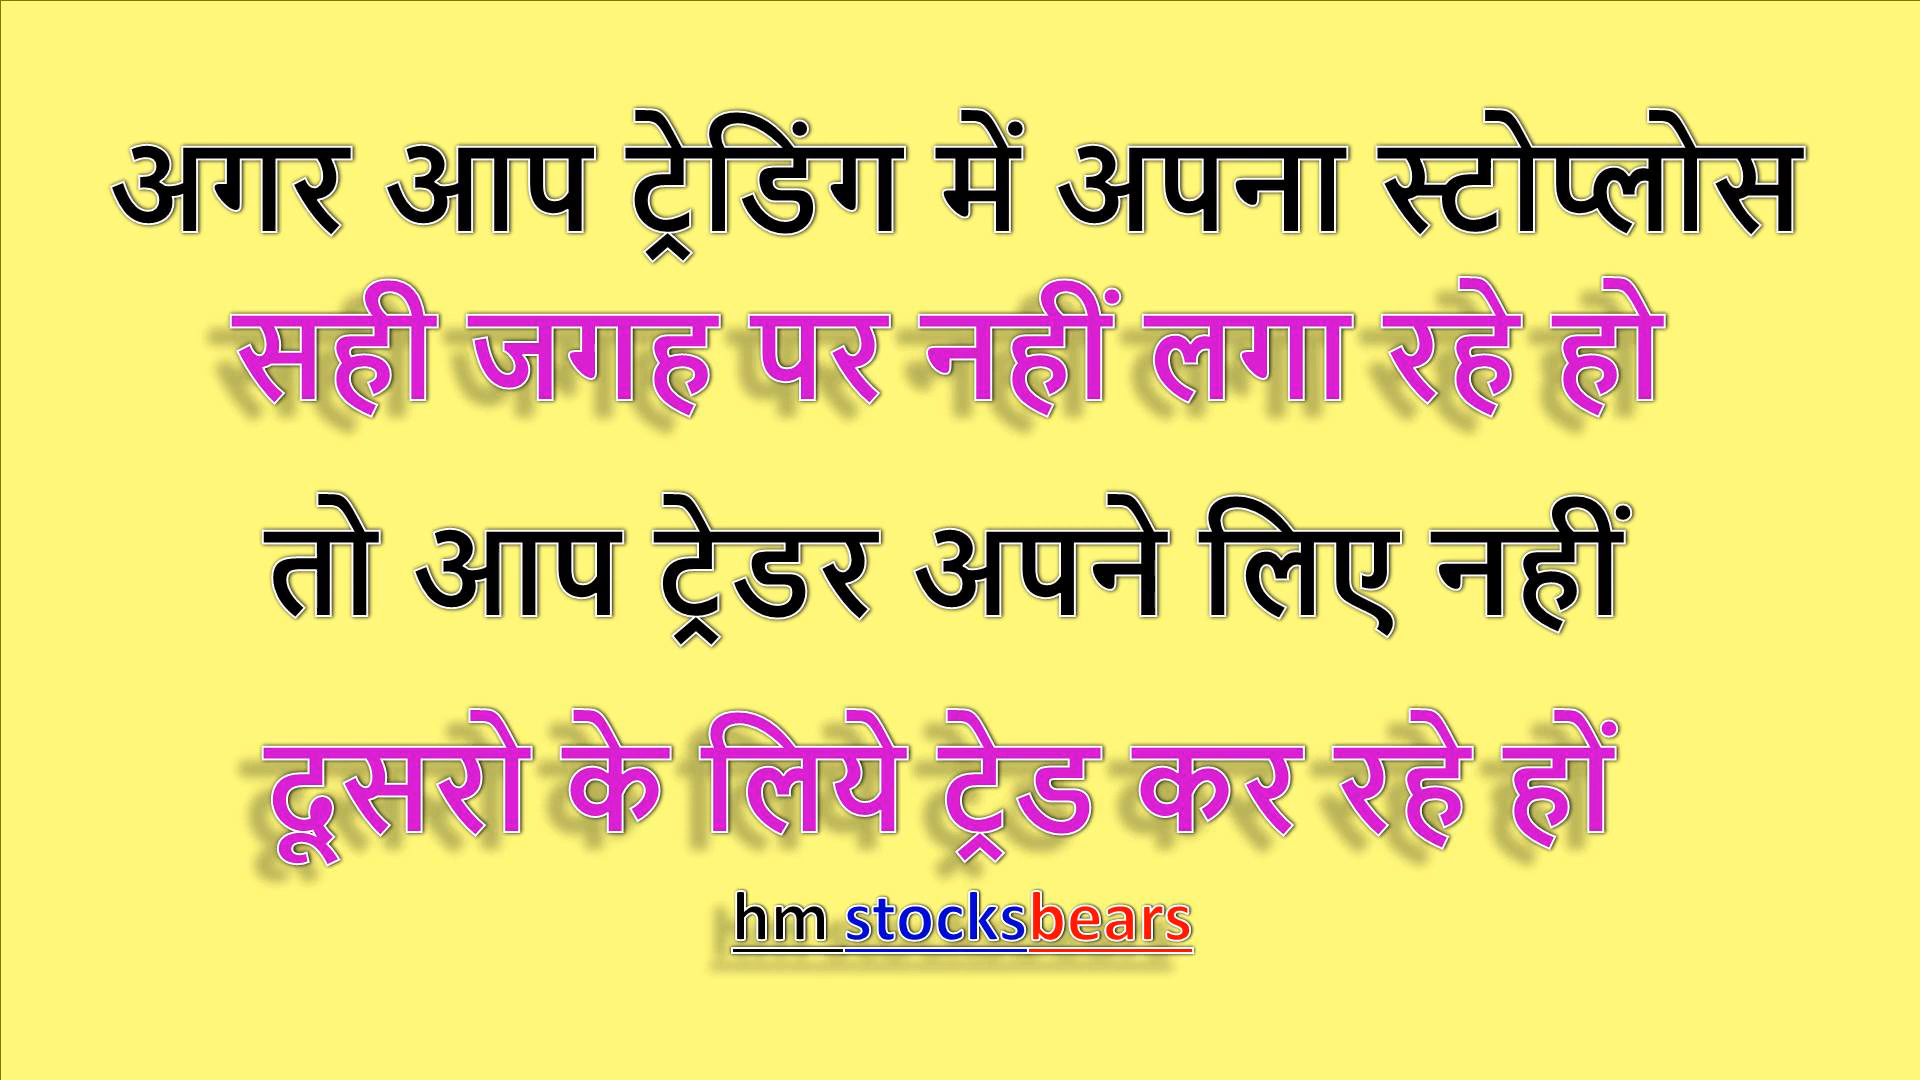 अगर आप ट्रेडिंग में अपना स्टोप्लोस
सही जगह पर नहीं लगा रहे हो
तो आप ट्रेडर अपने लिए नहीं
दूसरो के लिये ट्रेड कर रहे हों
hm stocksbears